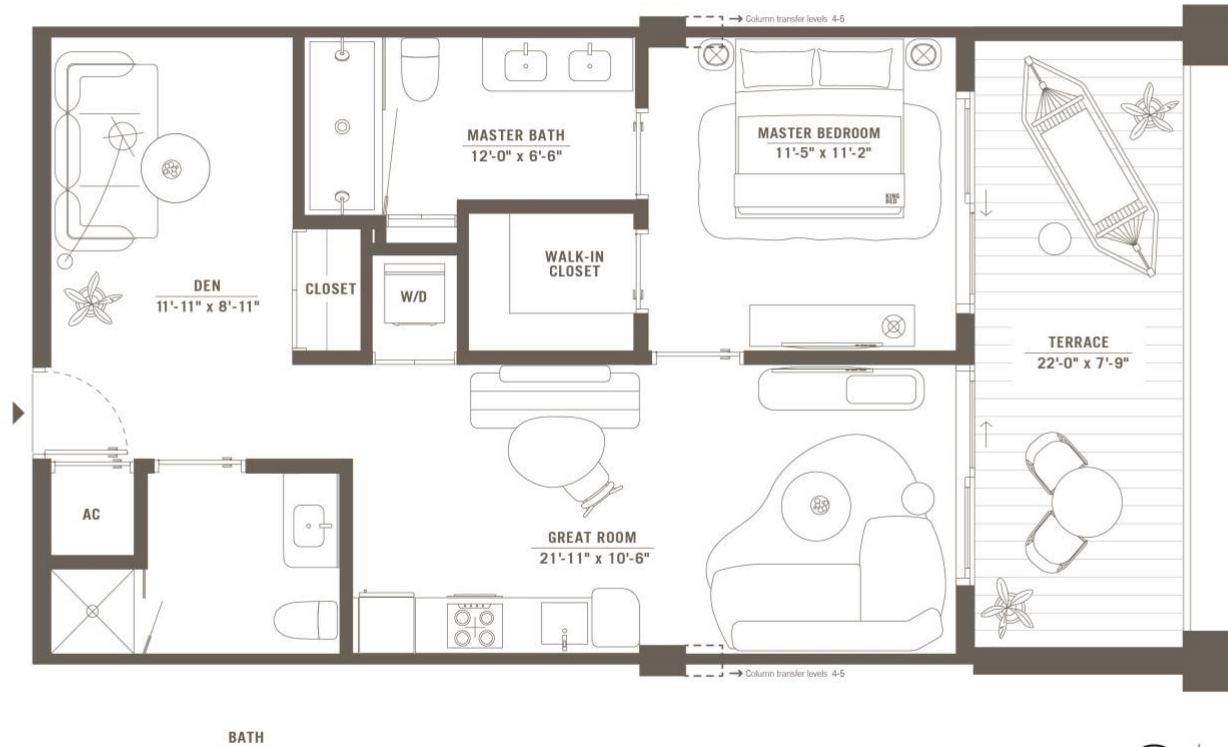 Column transfer levels 4-5
MASTER BATH
12'-0" x 6'-6"
MASTER BEDROOM
11'-5" x 11'-2"
KING
BED
WALK-IN
CLOSET
DEN
11'-11" x 8'-11"
CLOSET
W/D
TERRACE
22'-0" x 7'-9"
AC
GREAT ROOM
21'-11" x 10'-6"
Column transfer levels 4-5
BATH